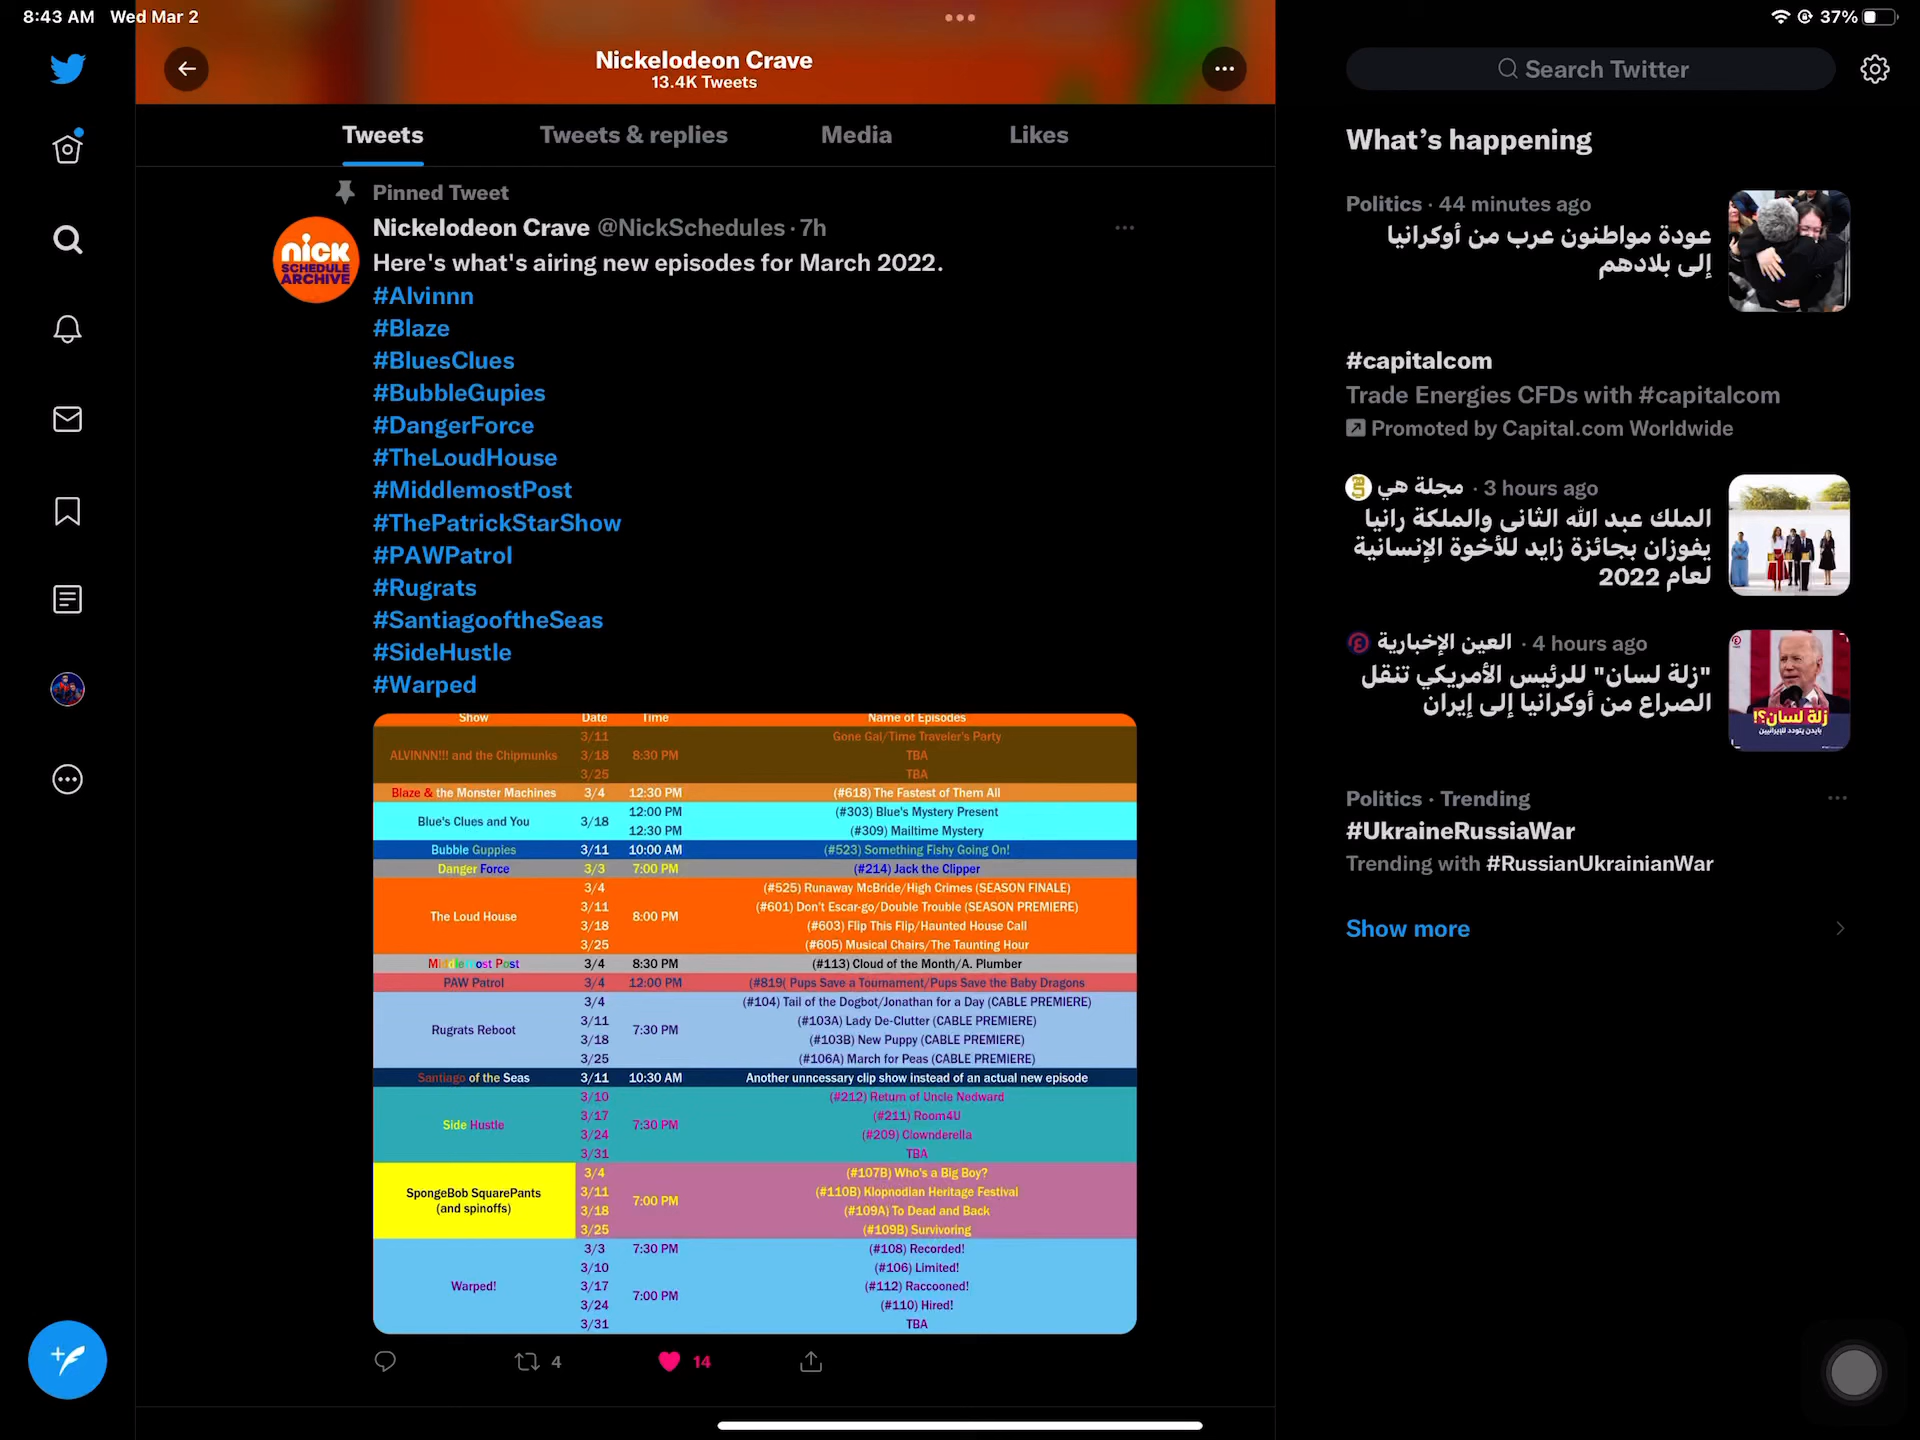 8:43 AM Wed Mar 2
37%
Nickelodeon Crave
13.4K Tweets
Tweets
Tweets & replies
Media
Likes
Pinned Tweet
nick
SCHEDULE
ARCHIVE
Nickelodeon Crave @NickSchedules · 7h
Here's what's airing new episodes for March 2022.
#Alvinnn
#Blaze
#BluesClues
#BubbleGupies
#DangerForce
#TheLoudHouse
#MiddlemostPost
#ThePatrickStarShow
#PAWPatrol
#Rugrats
#SantiagooftheSeas
#SideHustle
#Warped
Show Date Time Name of Episodes
3/11 Gone Gal/Time Traveler's Party
ALVINNN!!! and the Chipmunks 3/18 8:30 PM TBA
3/25 TBA
Blaze & the Monster Machines 3/4 12:30 PM (#618) The Fastest of Them All
12:00 PM (#303) Blue's Mystery Present
Blue's Clues and You 3/18
12:30 PM (#309) Mailtime Mystery
Bubble Guppies 3/11 10:00 AM (#523) Something Fishy Going On!
Danger Force 3/3 7:00 PM (#214) Jack the Clipper
3/4 (#525) Runaway McBride/High Crimes (SEASON FINALE)
3/11 (#601) Don't Escar-go/Double Trouble (SEASON PREMIERE)
The Loud House 8:00 PM
3/18 (#603) Flip This Flip/Haunted House Call
3/25 (#605) Musical Chairs/The Taunting Hour
Middlemost Post 3/4 8:30 PM (#113) Cloud of the Month/A. Plumber
PAW Patrol 3/4 12:00 PM (#819( Pups Save a Tournament/Pups Save the Baby Dragons
3/4 (#104) Tail of the Dogbot/Jonathan for a Day (CABLE PREMIERE)
3/11 (#103A) Lady De-Clutter (CABLE PREMIERE)
Rugrats Reboot 7:30 PM
3/18 (#103B) New Puppy (CABLE PREMIERE)
3/25 (#106A) March for Peas (CABLE PREMIERE)
Santiago of the Seas 3/11 10:30 AM Another unncessary clip show instead of an actual new episode
3/10 (#212) Return of Uncle Nedward
3/17 (#211) Room4U
Side Hustle 7:30 PM
3/24 (#209) Clownderella
3/31 TBA
3/4 (#107B) Who's a Big Boy?
SpongeBob SquarePants 3/11 (#110B) Klopnodian Heritage Festival
7:00 PM
(and spinoffs) 3/18 (#109A) To Dead and Back
3/25 (#109B) Survivoring
3/3 7:30 PM (#108) Recorded!
3/10 (#106) Limited!
Warped! 3/17 (#112) Raccooned!
7:00 PM
3/24 (#110) Hired!
3/31 TBA
4
14
Search Twitter
What's happening
Politics · 44 minutes ago
عودة مواطنون عرب من أوكرانيا
إلى بلادهم
#capitalcom
Trade Energies CFDs with #capitalcom
Promoted by Capital.com Worldwide
مجلة هي · 3 hours ago
الملك عبد الله الثاني والملكة رانيا
يفوزان بجائزة زايد للأخوة الإنسانية
لعام 2022
العين الإخبارية · 4 hours ago
"زلة لسان" للرئيس الأمريكي تنقل
الصراع من أوكرانيا إلى إيران
زلة لسان؟!
بايدن يتودد للإيرانيين
Politics · Trending
#UkraineRussiaWar
Trending with #RussianUkrainianWar
Show more